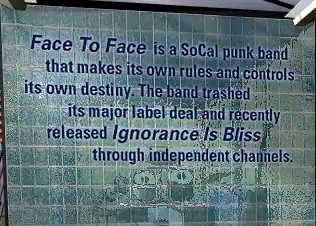 Face To Face is a SoCal punk band
that makes its own rules and controls
its own destiny. The band trashed
its major label deal and recently
released Ignorance Is Bliss
through independent channels.